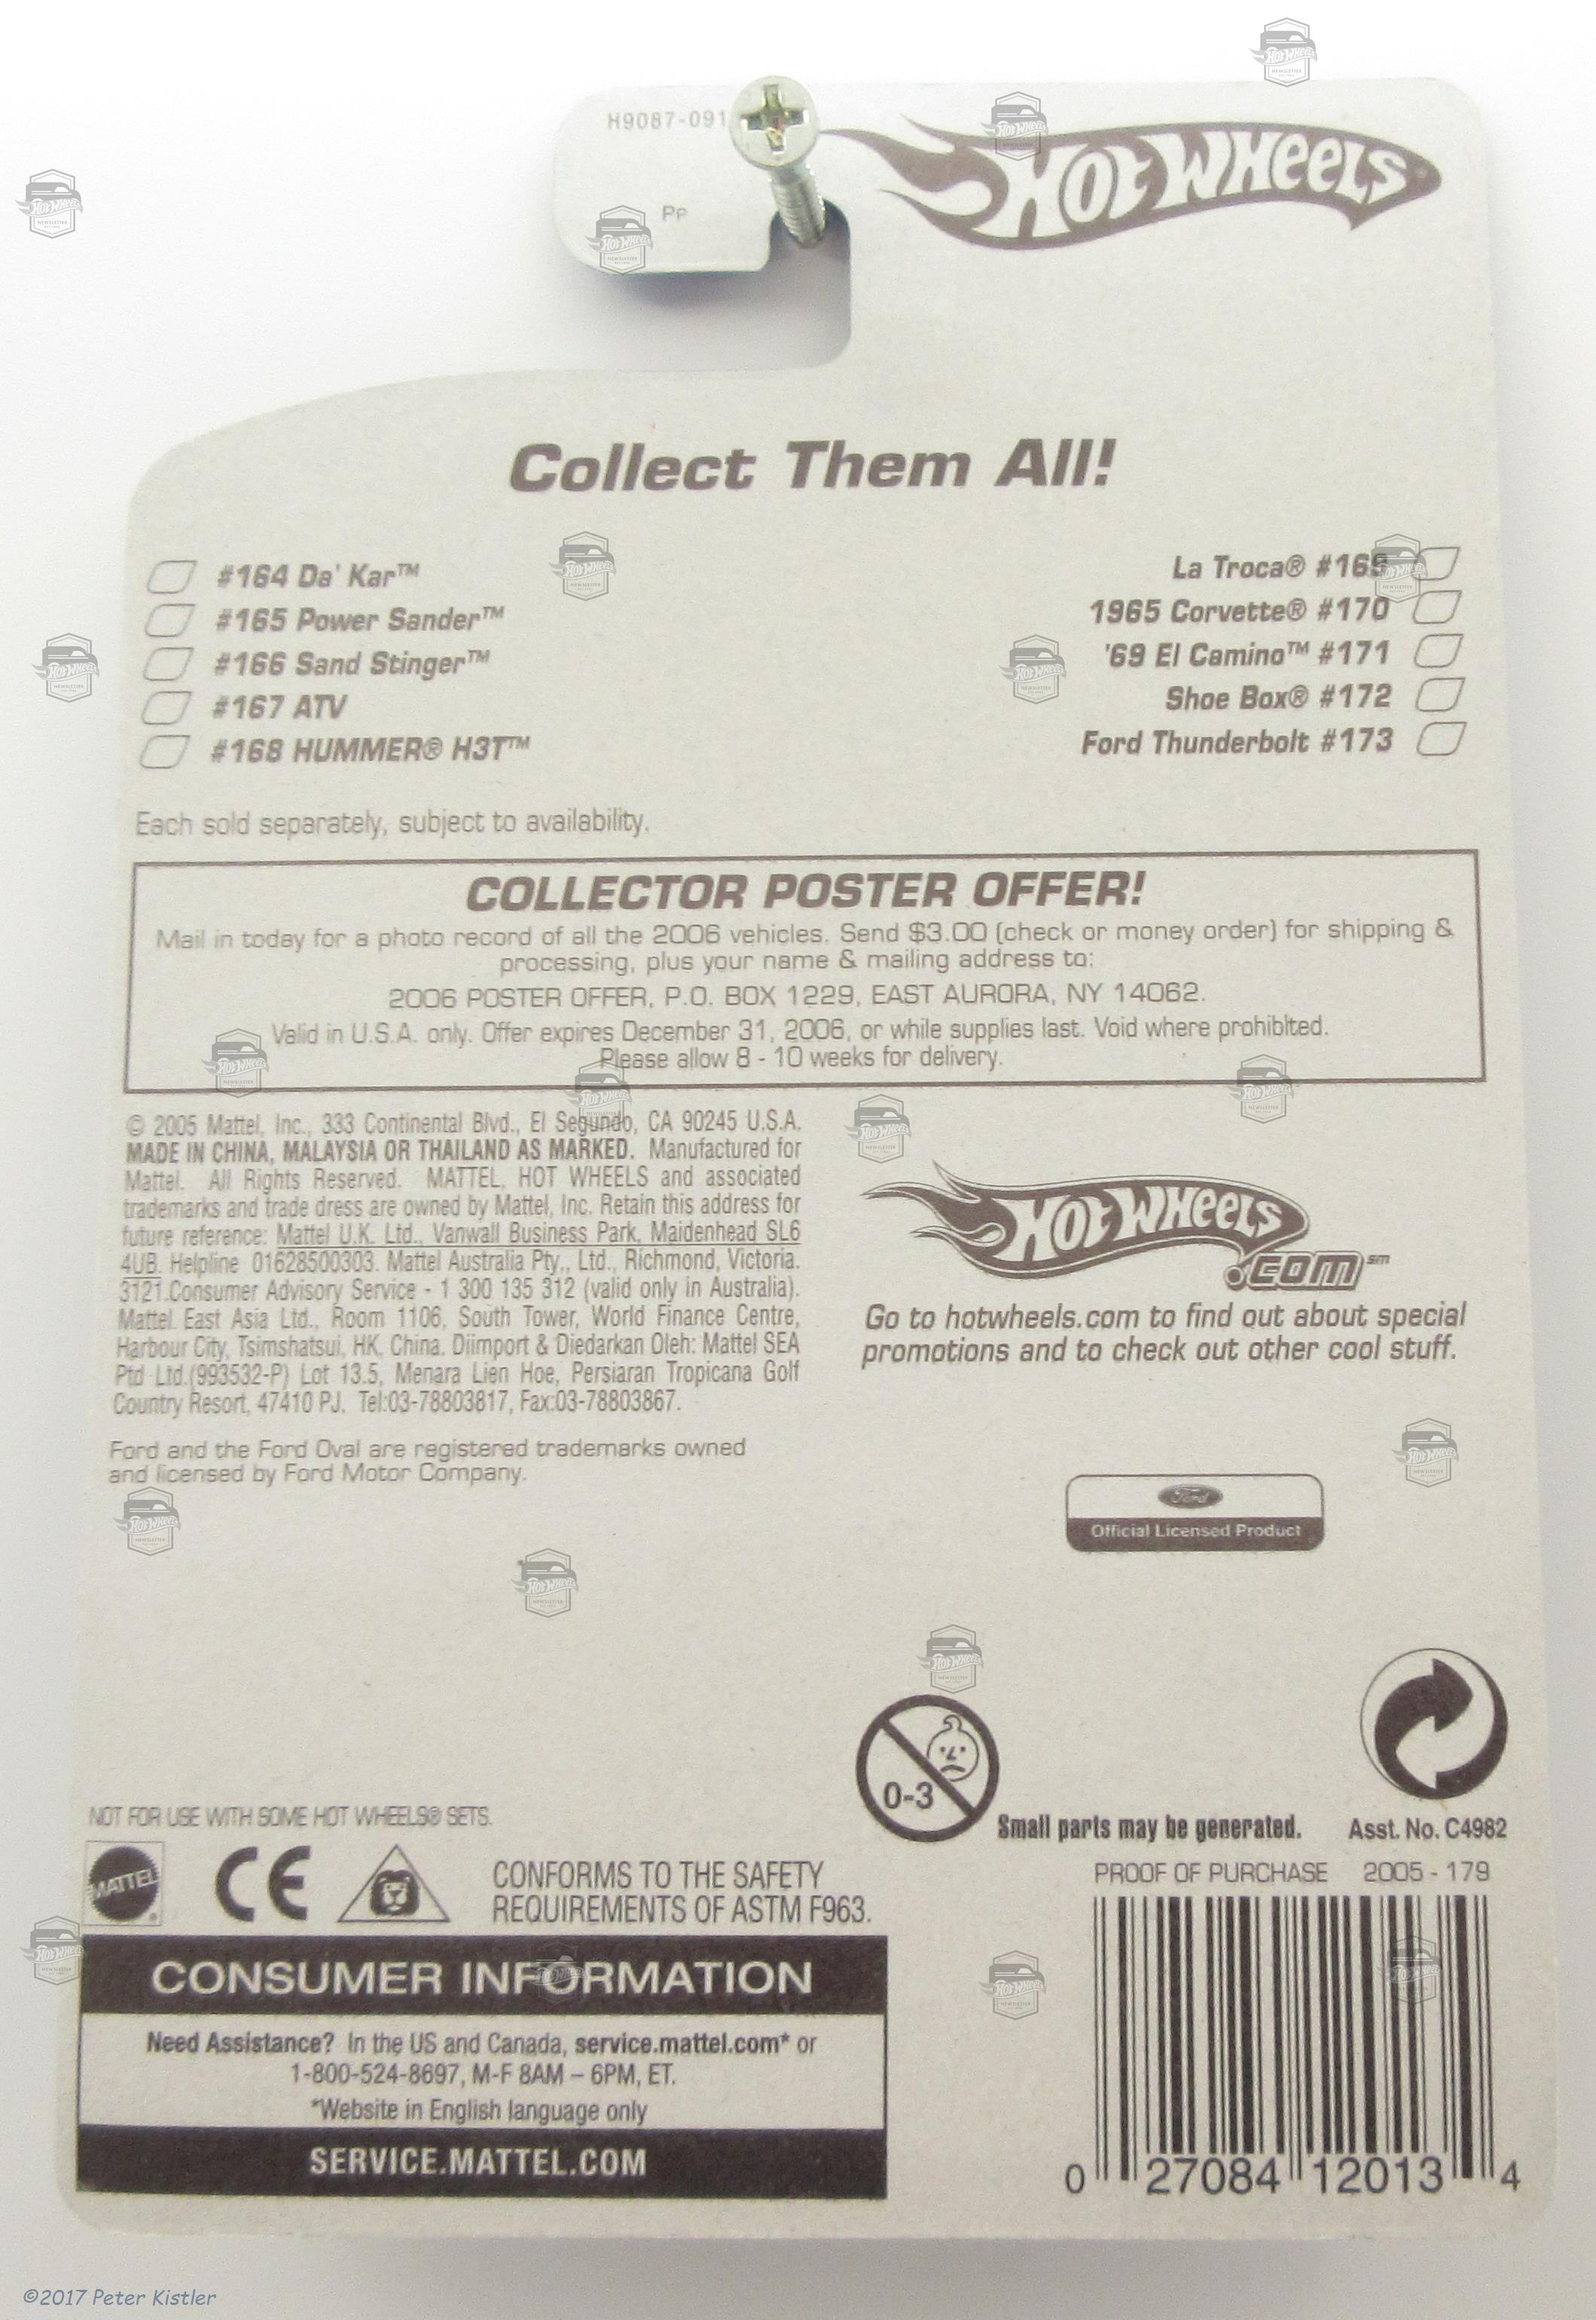 H9087-091
HOT WHEELS
Collect Them All!
#164 Da' Kar™
#165 Power Sander™
#166 Sand Stinger™
#167 ATV
#168 HUMMER® H3T™
La Troca® #169
1965 Corvette® #170
'69 El Camino™ #171
Shoe Box® #172
Ford Thunderbolt #173
Each sold separately, subject to availability.
COLLECTOR POSTER OFFER!
Mail in today for a photo record of all the 2006 vehicles. Send $3.00 (check or money order) for shipping &
processing, plus your name & mailing address to:
2006 POSTER OFFER, P.O. BOX 1229, EAST AURORA, NY 14062.
Valid in U.S.A. only. Offer expires December 31, 2006, or while supplies last. Void where prohiblted.
Please allow 8 - 10 weeks for delivery.
© 2005 Mattel, Inc., 333 Continental Blvd., El Segundo, CA 90245 U.S.A.
MADE IN CHINA, MALAYSIA OR THAILAND AS MARKED. Manufactured for
Mattel. All Rights Reserved. MATTEL, HOT WHEELS and associated
trademarks and trade dress are owned by Mattel, Inc. Retain this address for
future reference: Mattel U.K. Ltd., Vanwall Business Park, Maidenhead SL6
4UB. Helpline 01628500303. Mattel Australia Pty., Ltd., Richmond, Victoria.
3121.Consumer Advisory Service - 1 300 135 312 (valid only in Australia).
Mattel East Asia Ltd., Room 1106, South Tower, World Finance Centre,
Harbour City, Tsimshatsui, HK, China. Diimport & Diedarkan Oleh: Mattel SEA
Ptd Ltd.(993532-P) Lot 13.5, Menara Lien Hoe, Persiaran Tropicana Golf
Country Resort, 47410 PJ. Tel:03-78803817, Fax:03-78803867.
Ford and the Ford Oval are registered trademarks owned
and licensed by Ford Motor Company.
HOT WHEELS
.COM℠
Go to hotwheels.com to find out about special
promotions and to check out other cool stuff.
Ford
Official Licensed Product
0-3
Small parts may be generated.
Asst. No. C4982
NOT FOR USE WITH SOME HOT WHEELS® SETS.
MATTEL
CE
CONFORMS TO THE SAFETY
REQUIREMENTS OF ASTM F963.
CONSUMER INFORMATION
Need Assistance? In the US and Canada, service.mattel.com* or
1-800-524-8697, M-F 8AM – 6PM, ET.
*Website in English language only
SERVICE.MATTEL.COM
PROOF OF PURCHASE 2005 - 179
0 27084 12013 4
©2017 Peter Kistler